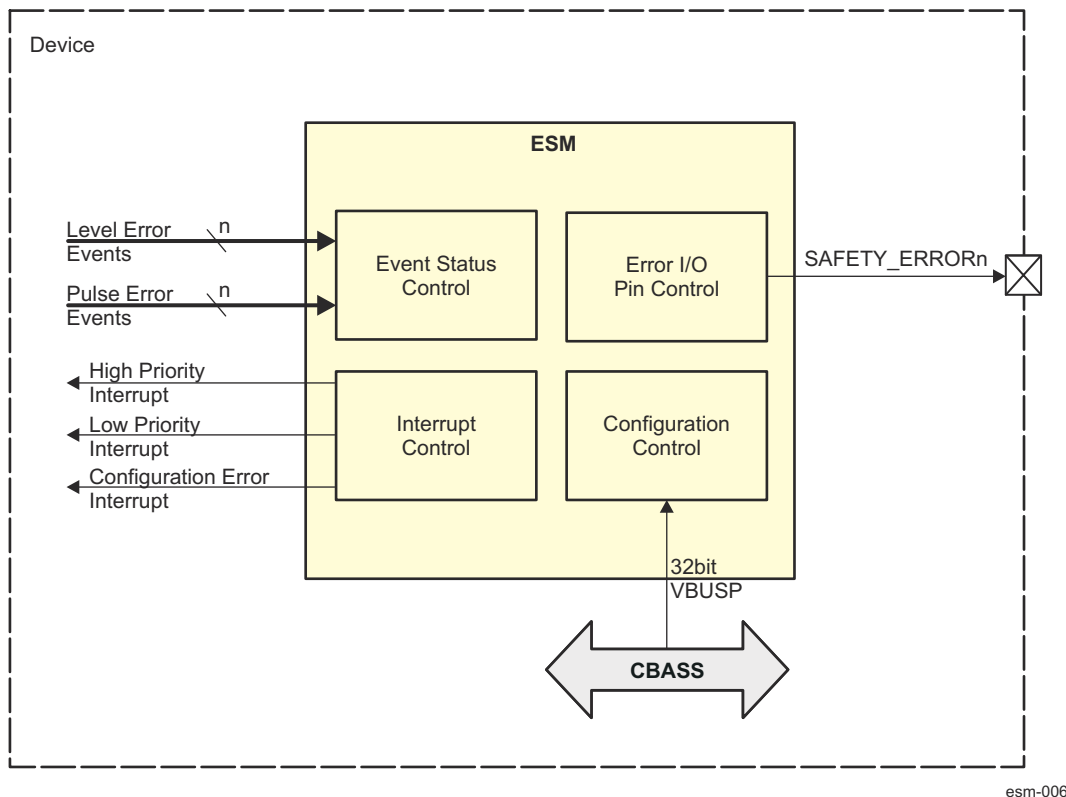 Device
ESM
Level Error
Events
n
Pulse Error
Events
n
Event Status
Control
Error I/O
Pin Control
SAFETY_ERRORn
High Priority
Interrupt
Low Priority
Interrupt
Configuration Error
Interrupt
Interrupt
Control
Configuration
Control
32bit
VBUSP
CBASS
esm-006